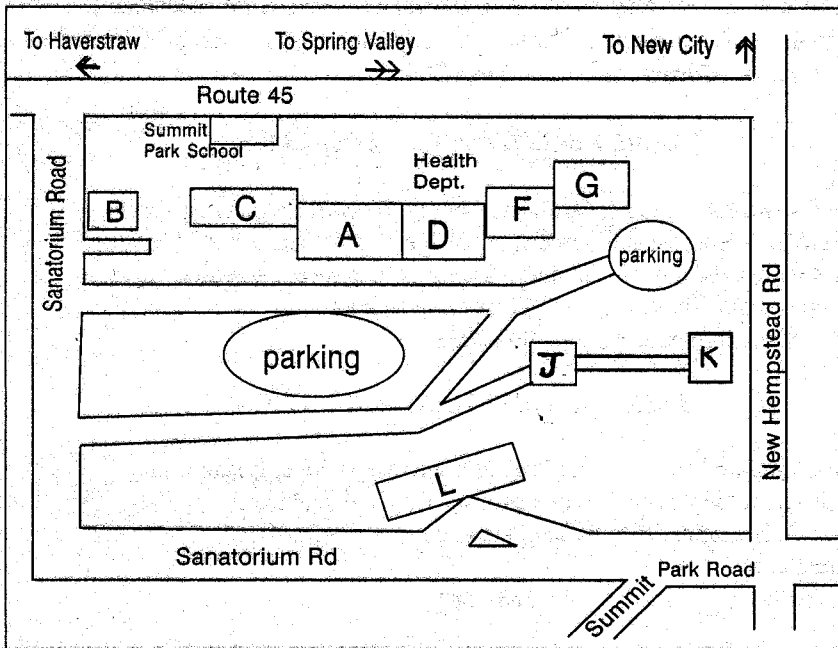 To Haverstraw
To Spring Valley
To New City
Route 45
Summit
Park School
Health
Dept.
Sanatorium Road
B
C
A
D
F
G
parking
parking
J
K
New Hempstead Rd
L
Sanatorium Rd
Park Road
Summit